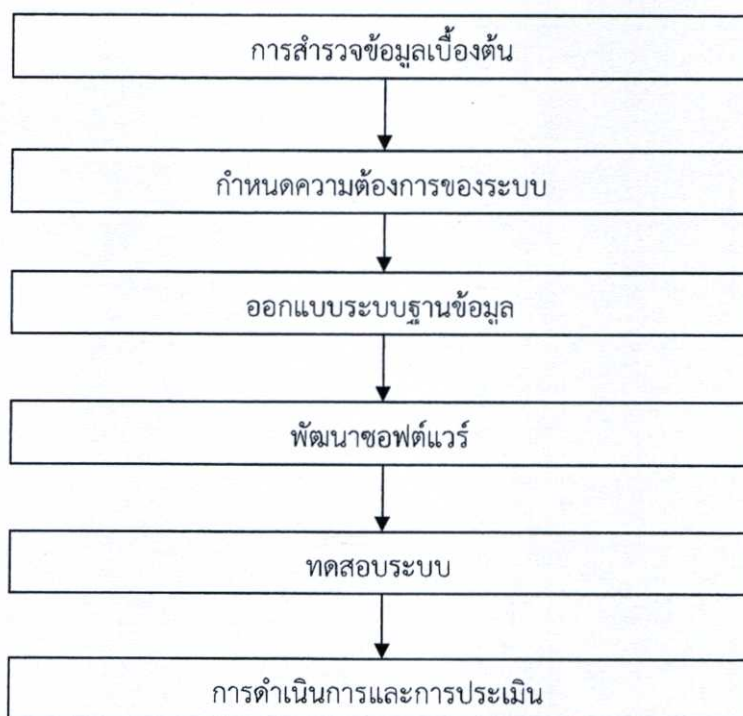 การสำรวจข้อมูลเบื้องต้น
กำหนดความต้องการของระบบ
ออกแบบระบบฐานข้อมูล
พัฒนาซอฟต์แวร์
ทดสอบระบบ
การดำเนินการและการประเมิน